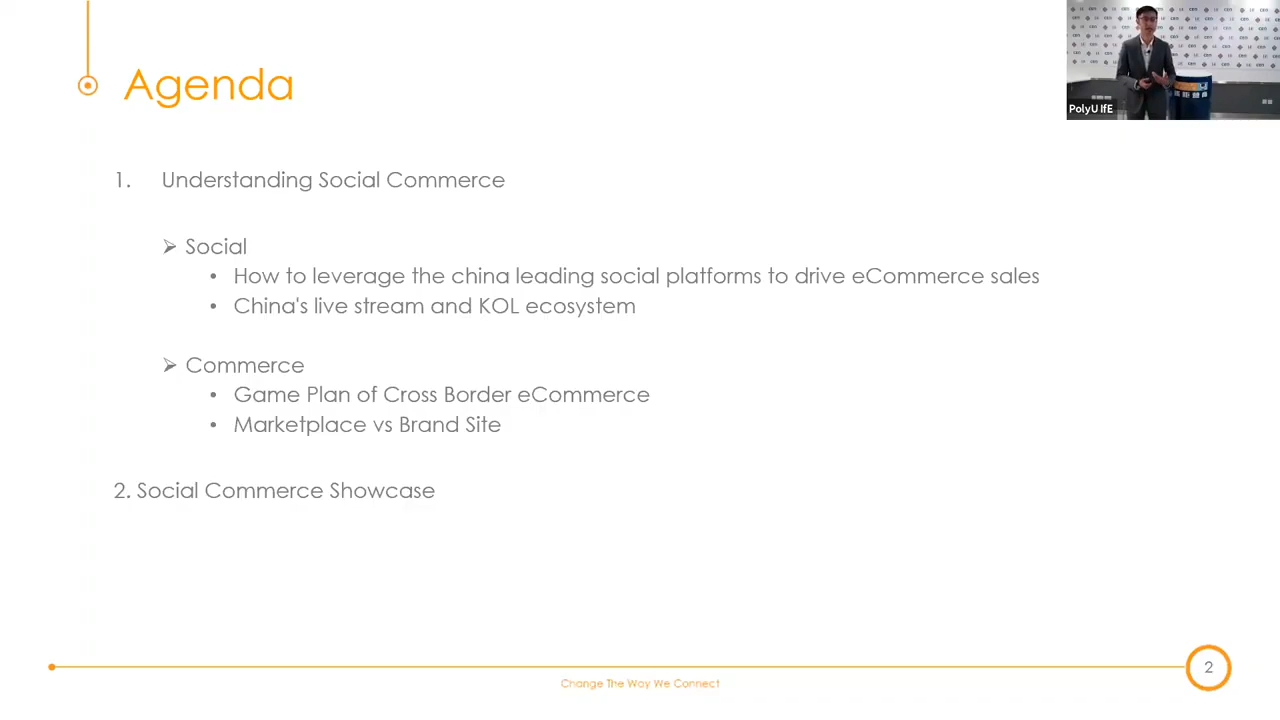 Agenda
PolyU IfE
1. Understanding Social Commerce
➢ Social
• How to leverage the china leading social platforms to drive eCommerce sales
• China's live stream and KOL ecosystem
➢ Commerce
• Game Plan of Cross Border eCommerce
• Marketplace vs Brand Site
2. Social Commerce Showcase
2
Change The Way We Connect